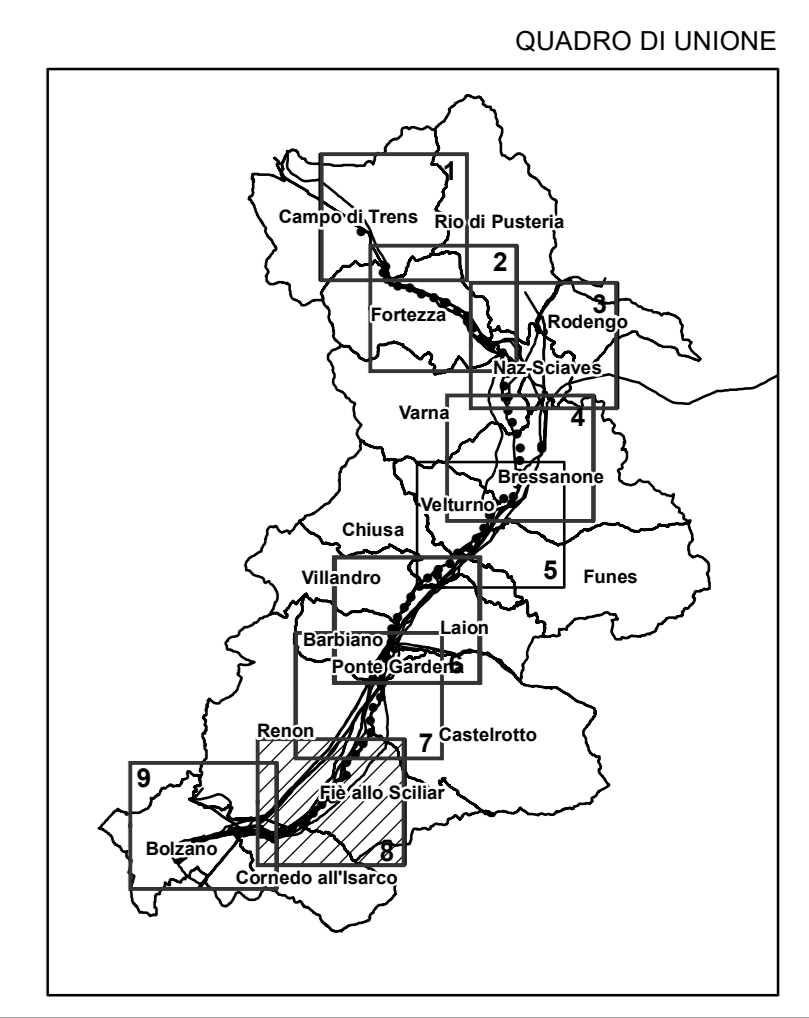 QUADRO DI UNIONE
1
Campo di Trens
Rio di Pusteria
2
3
Fortezza
Rodengo
Naz-Sciaves
Varna
4
Bressanone
Velturno
Chiusa
5
Villandro
Funes
Laion
Barbiano
Ponte Gardena
6
Renon
7
Castelrotto
9
Fiè allo Sciliar
Bolzano
8
Cornedo all'Isarco